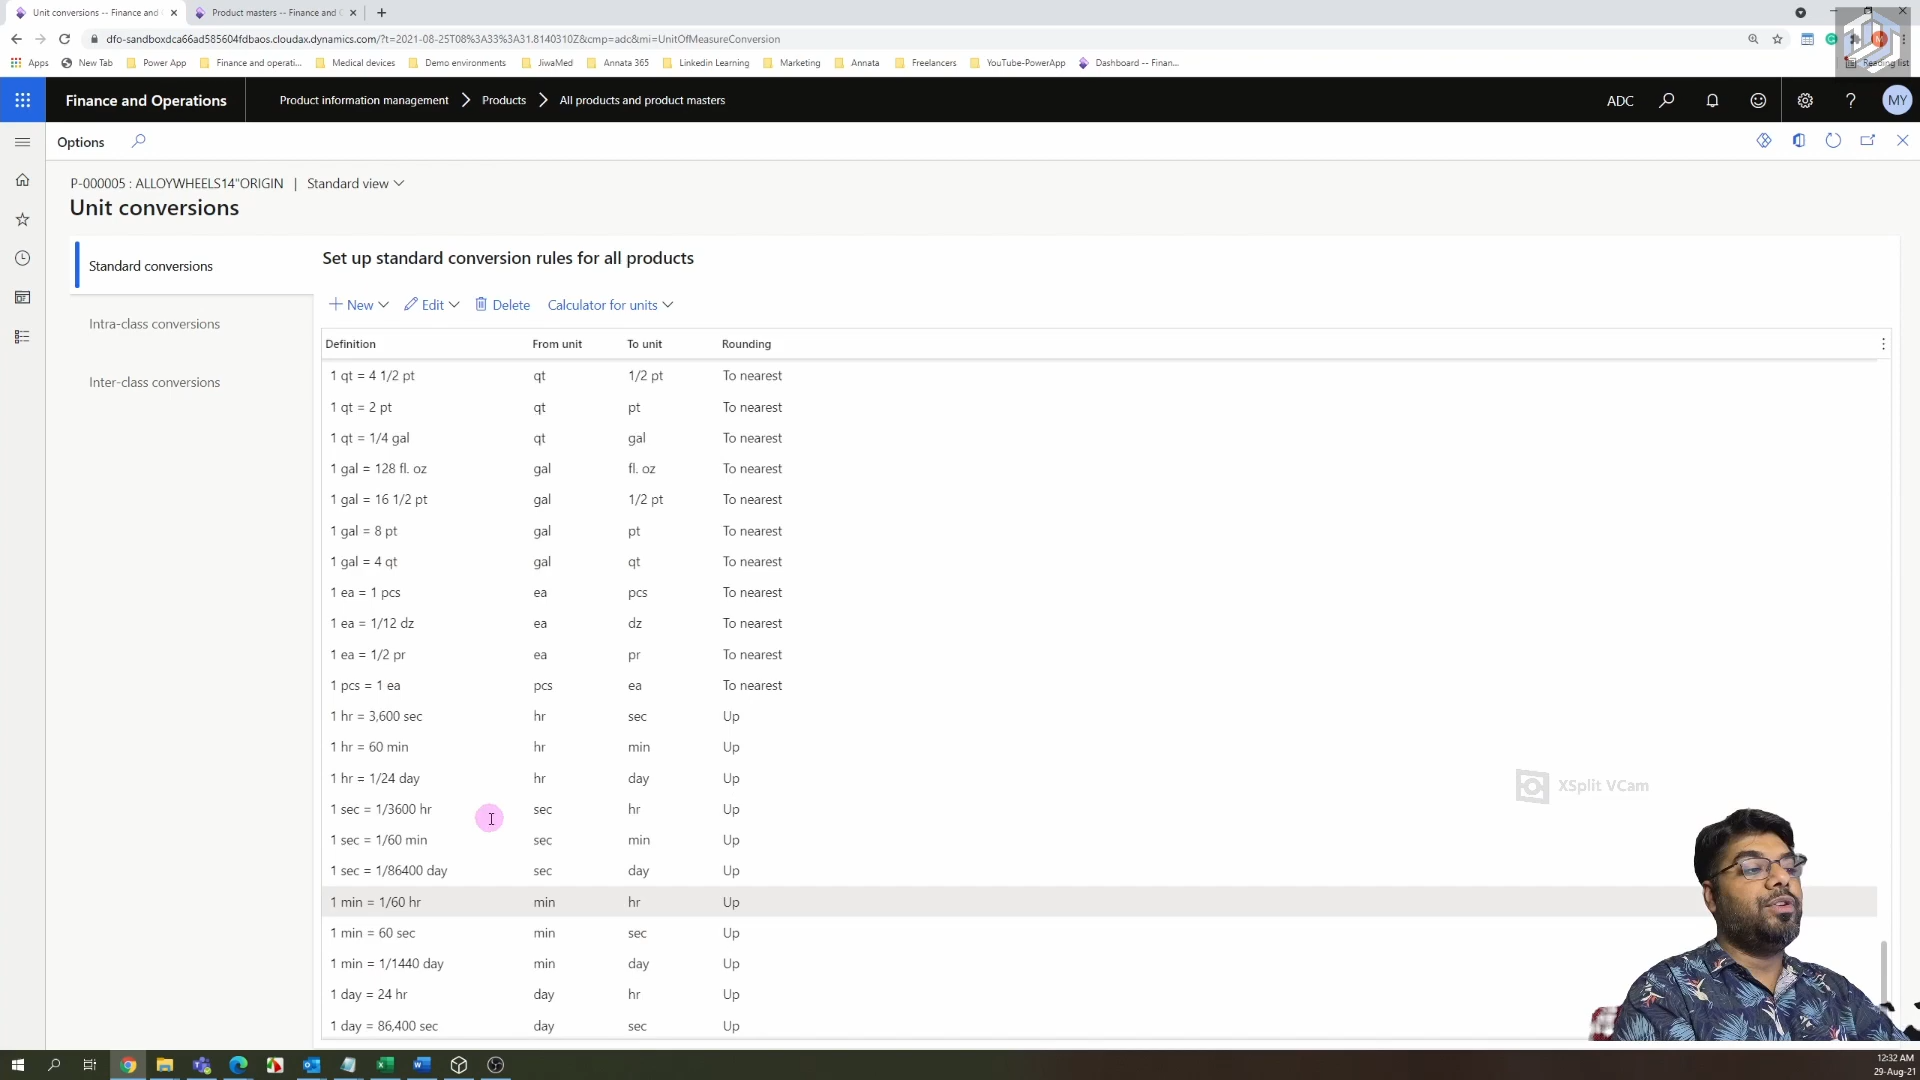 Unit conversions -- Finance and
Product masters -- Finance and
dfo-sandboxdca66ad585604fdbaos.cloudax.dynamics.com/?t=2021-08-25T08%3A33%3A31.8140310Z&cmp=adc&mi=UnitOfMeasureConversion
Apps
New Tab
Power App
Finance and operati...
Medical devices
Demo environments
JiwaMed
Annata 365
Linkedin Learning
Marketing
Annata
Freelancers
YouTube-PowerApp
Dashboard -- Finan...
Reading list
Finance and Operations
Product information management
Products
All products and product masters
ADC
MY
Options
P-000005 : ALLOYWHEELS14"ORIGIN | Standard view
Unit conversions
Standard conversions
Intra-class conversions
Inter-class conversions
Set up standard conversion rules for all products
New
Edit
Delete
Calculator for units
Definition From unit To unit Rounding
1 qt = 4 1/2 pt qt 1/2 pt To nearest
1 qt = 2 pt qt pt To nearest
1 qt = 1/4 gal qt gal To nearest
1 gal = 128 fl. oz gal fl. oz To nearest
1 gal = 16 1/2 pt gal 1/2 pt To nearest
1 gal = 8 pt gal pt To nearest
1 gal = 4 qt gal qt To nearest
1 ea = 1 pcs ea pcs To nearest
1 ea = 1/12 dz ea dz To nearest
1 ea = 1/2 pr ea pr To nearest
1 pcs = 1 ea pcs ea To nearest
1 hr = 3,600 sec hr sec Up
1 hr = 60 min hr min Up
1 hr = 1/24 day hr day Up
1 sec = 1/3600 hr sec hr Up
1 sec = 1/60 min sec min Up
1 sec = 1/86400 day sec day Up
1 min = 1/60 hr min hr Up
1 min = 60 sec min sec Up
1 min = 1/1440 day min day Up
1 day = 24 hr day hr Up
1 day = 86,400 sec day sec Up
XSplit VCam
12:32 AM
29-Aug-21